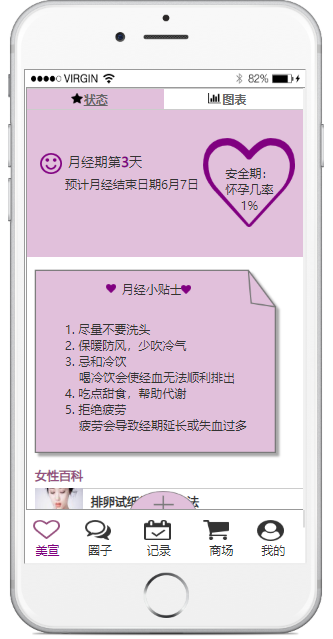 VIRGIN 82%
状态 图表
月经期第3天
预计月经结束日期6月7日
安全期:
怀孕几率
1%
月经小贴士
1. 尽量不要洗头
2. 保暖防风，少吹冷气
3. 忌和冷饮
喝冷饮会使经血无法顺利排出
4. 吃点甜食，帮助代谢
5. 拒绝疲劳
疲劳会导致经期延长或失血过多
女性百科
排卵试纸 法
美宣 圈子 记录 商场 我的